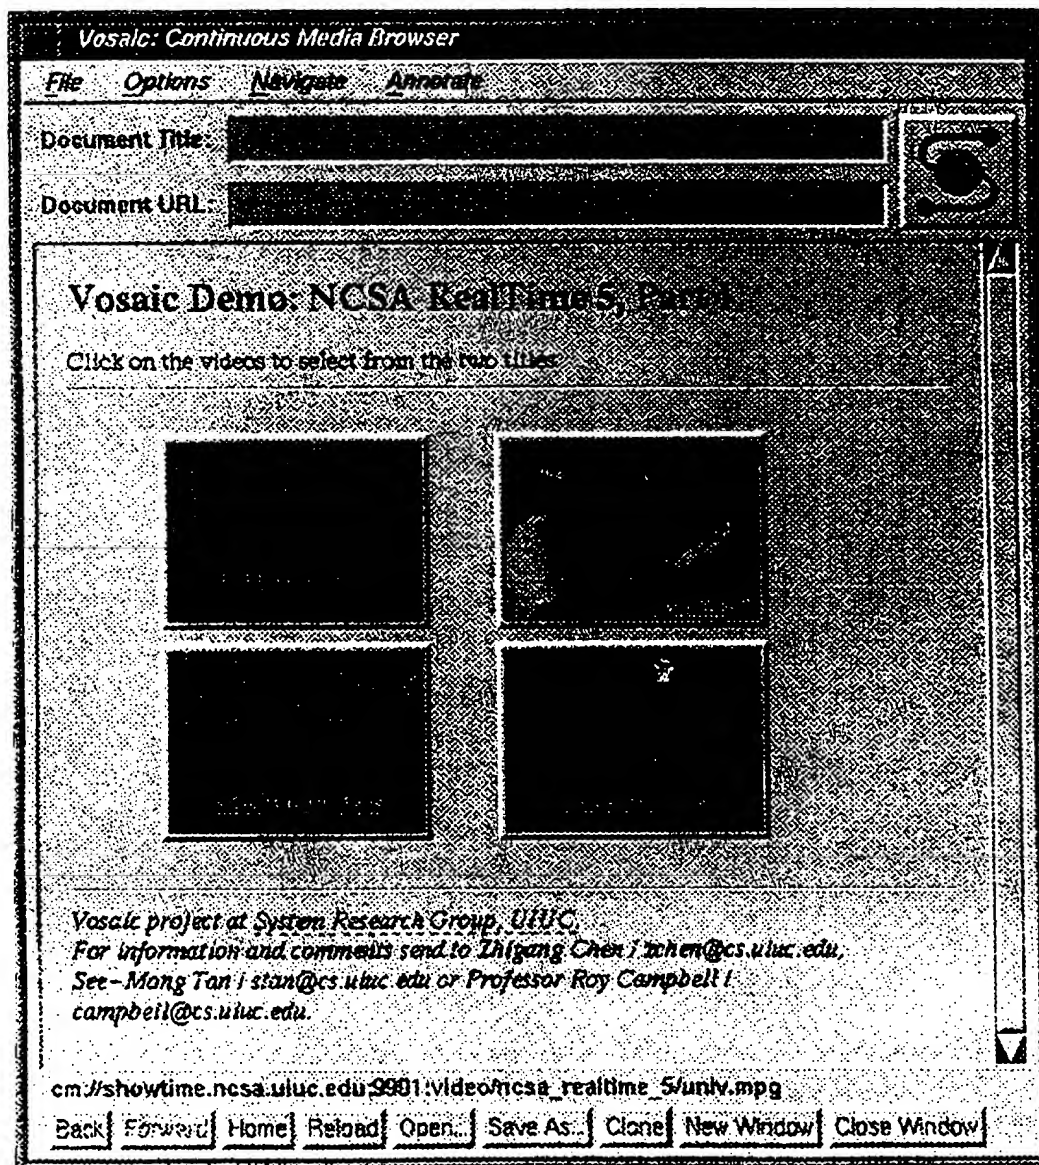 Vosaic: Continuous Media Browser
File Options Navigate Annotate
Document Title:
Document URL:
Vosaic Demo: NCSA RealTime 5, Part 1
Click on the videos to select from the two titles
Vosaic project at System Research Group, UIUC,
For information and comments send to Zhigang Chen / zchen@cs.uiuc.edu,
See-Mong Tan / stan@cs.uiuc.edu or Professor Roy Campbell /
campbell@cs.uiuc.edu.
cm://showtime.ncsa.uiuc.edu:9901:video/ncsa_realtime_5/univ.mpg
Back Forward Home Reload Open... Save As... Clone New Window Close Window